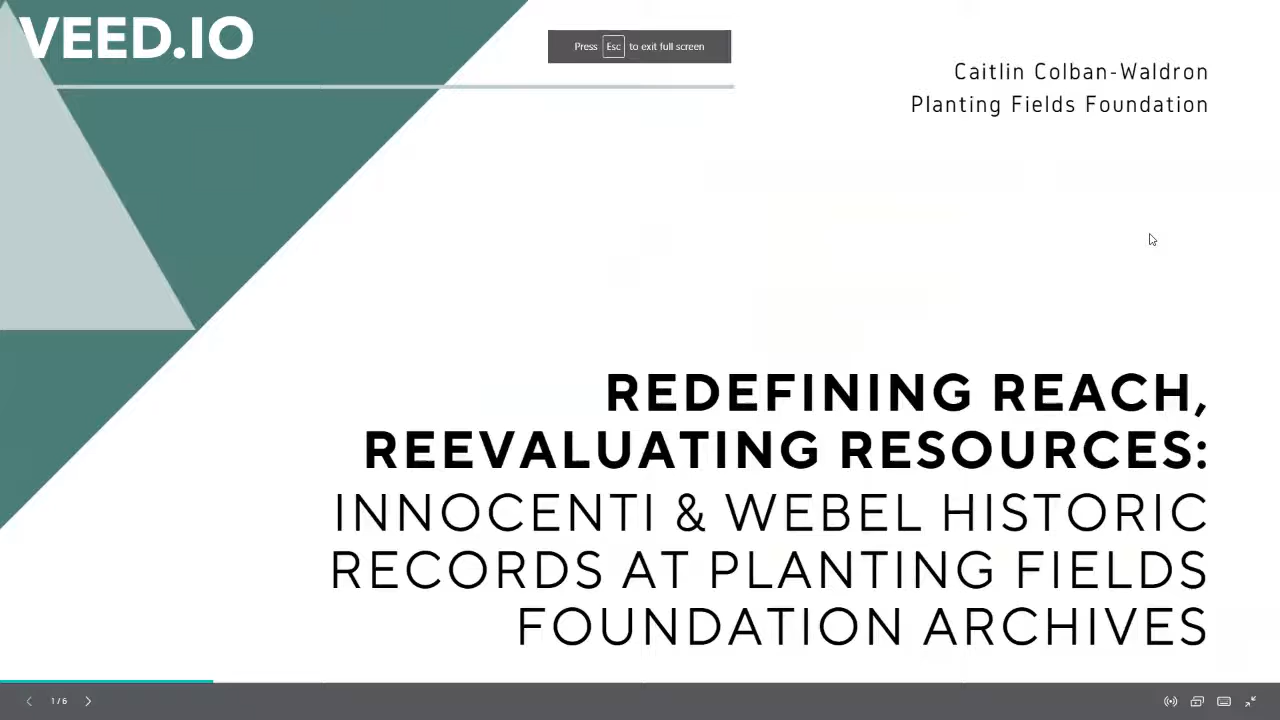 VEED.IO
Press Esc to exit full screen
Caitlin Colban-Waldron
Planting Fields Foundation
REDEFINING REACH,
REEVALUATING RESOURCES:
INNOCENTI & WEBEL HISTORIC
RECORDS AT PLANTING FIELDS
FOUNDATION ARCHIVES
1 / 6